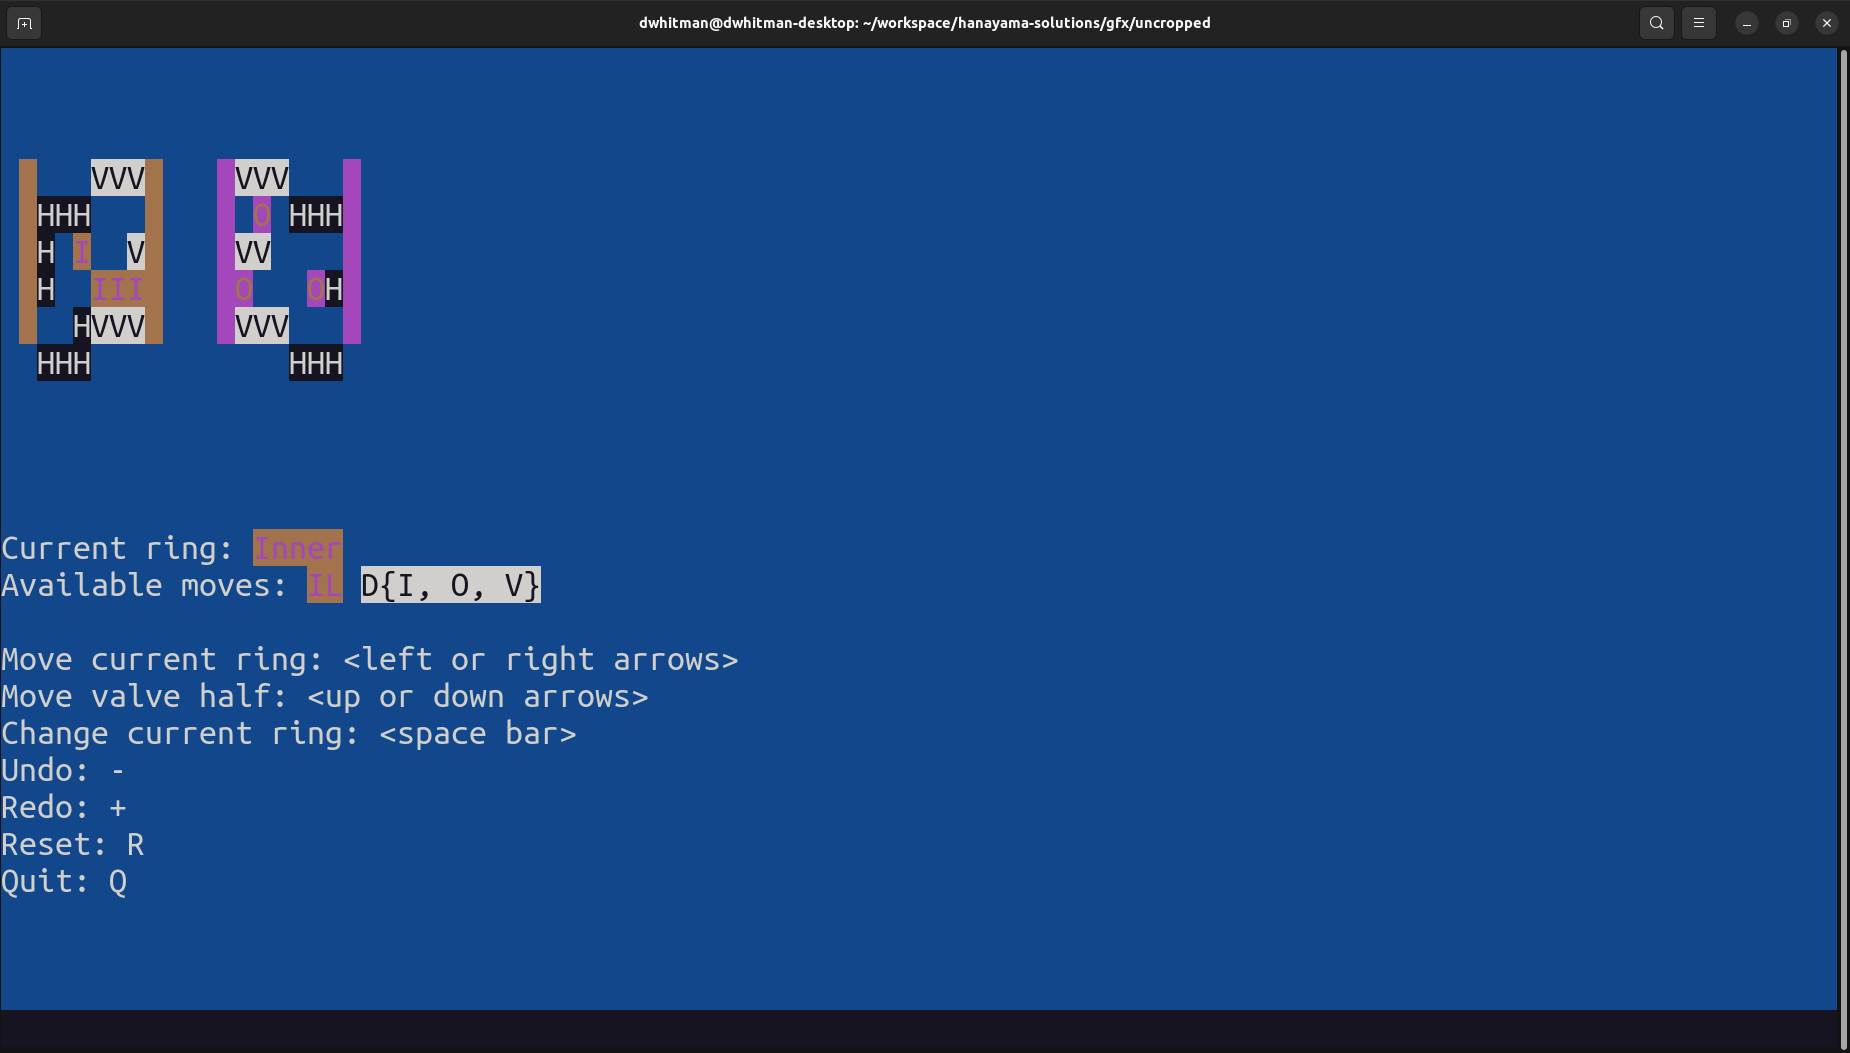 dwhitman@dwhitman-desktop: ~/workspace/hanayama-solutions/gfx/uncropped
VVV VVV
HHH O HHH
H I V VV
H III O OH
HVVV VVV
HHH HHH
Current ring: Inner
Available moves: IL D{I, O, V}
Move current ring: <left or right arrows>
Move valve half: <up or down arrows>
Change current ring: <space bar>
Undo: -
Redo: +
Reset: R
Quit: Q